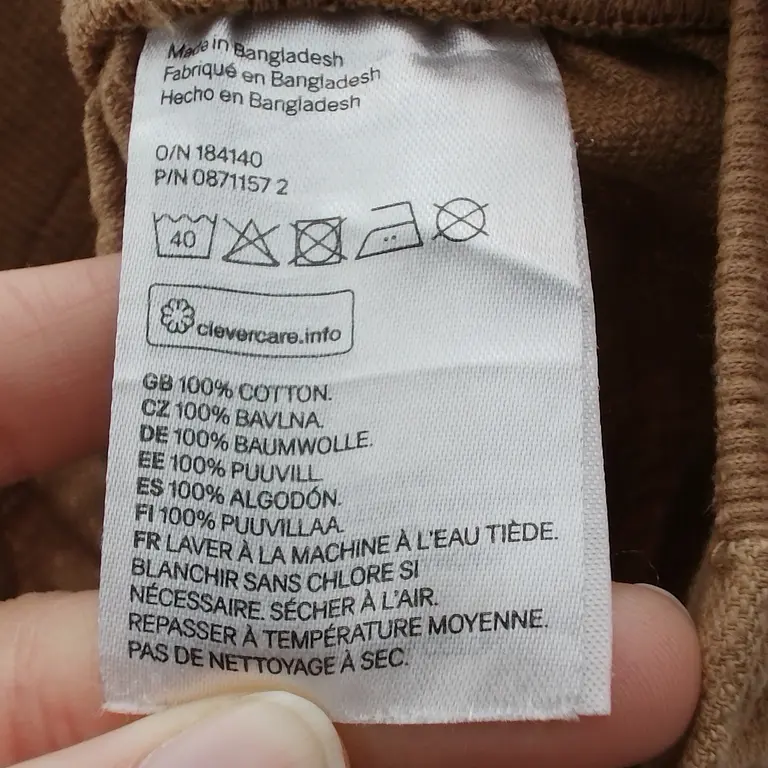 Made in Bangladesh
Fabriqué en Bangladesh
Hecho en Bangladesh
O/N 184140
P/N 0871157 2
40
clevercare.info
GB 100% COTTON.
CZ 100% BAVLNA.
DE 100% BAUMWOLLE.
EE 100% PUUVILL
ES 100% ALGODÓN.
FI 100% PUUVILLAA.
FR LAVER À LA MACHINE À L'EAU TIÈDE.
BLANCHIR SANS CHLORE SI
NÉCESSAIRE. SÉCHER À L'AIR.
REPASSER À TEMPÉRATURE MOYENNE.
PAS DE NETTOYAGE À SEC.